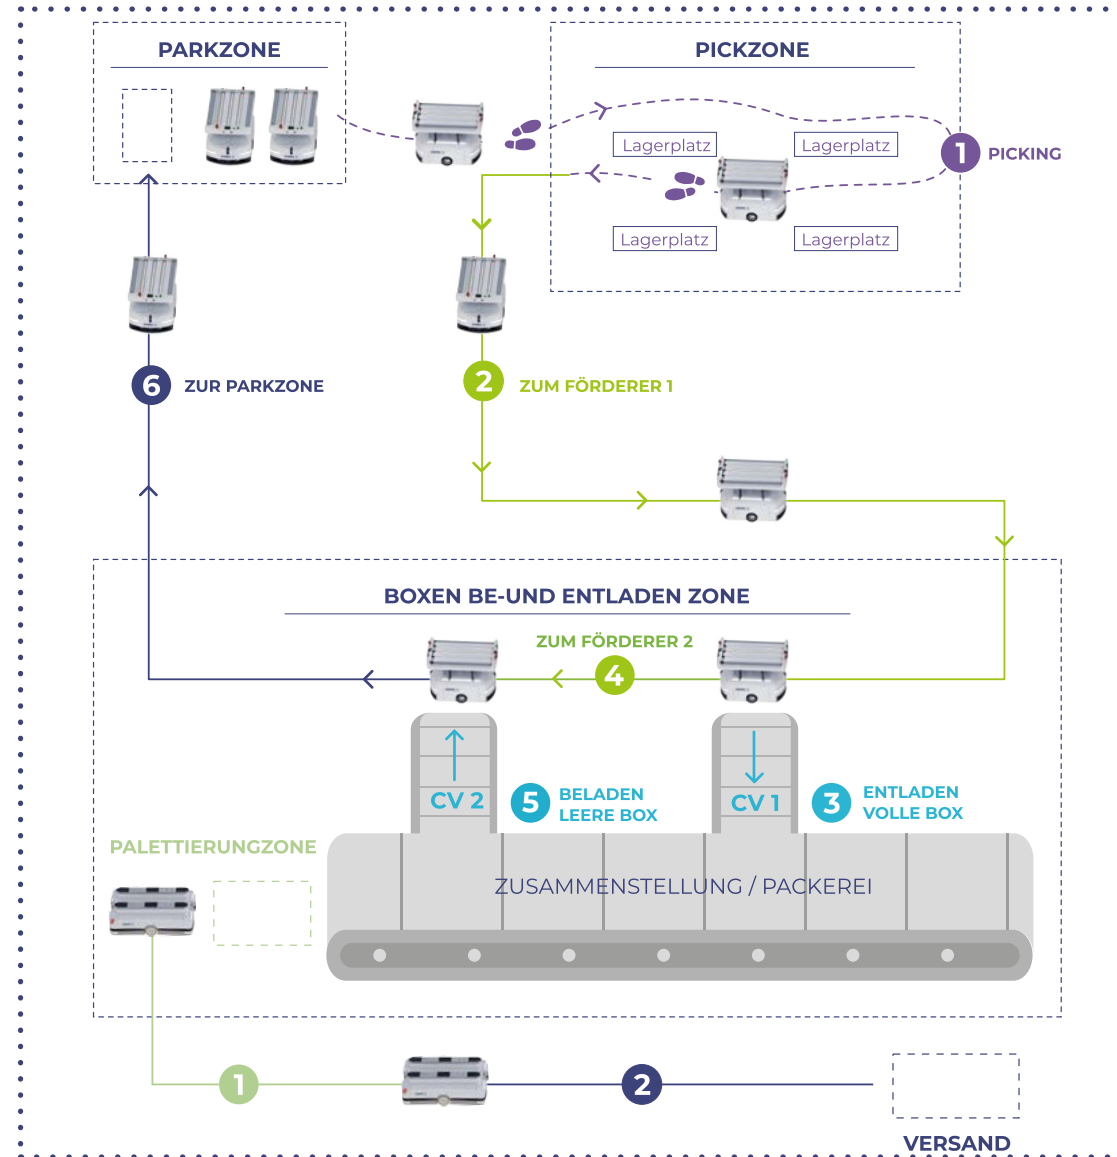 PARKZONE
PICKZONE
Lagerplatz
Lagerplatz
1
PICKING
Lagerplatz
Lagerplatz
6
ZUR PARKZONE
2
ZUM FÖRDERER 1
BOXEN BE-UND ENTLADEN ZONE
ZUM FÖRDERER 2
4
CV 2
5
BELADEN
LEERE BOX
CV 1
3
ENTLADEN
VOLLE BOX
PALETTIERUNGZONE
ZUSAMMENSTELLUNG / PACKEREI
1
2
VERSAND